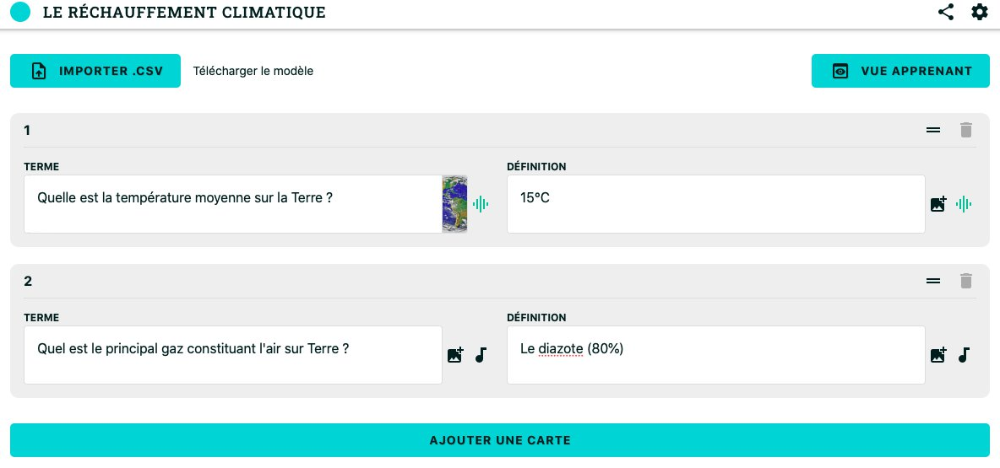 LE RÉCHAUFFEMENT CLIMATIQUE
IMPORTER .CSV
Télécharger le modèle
VUE APPRENANT
1
TERME
DÉFINITION
Quelle est la température moyenne sur la Terre ?
15°C
2
TERME
DÉFINITION
Quel est le principal gaz constituant l'air sur Terre ?
Le diazote (80%)
AJOUTER UNE CARTE